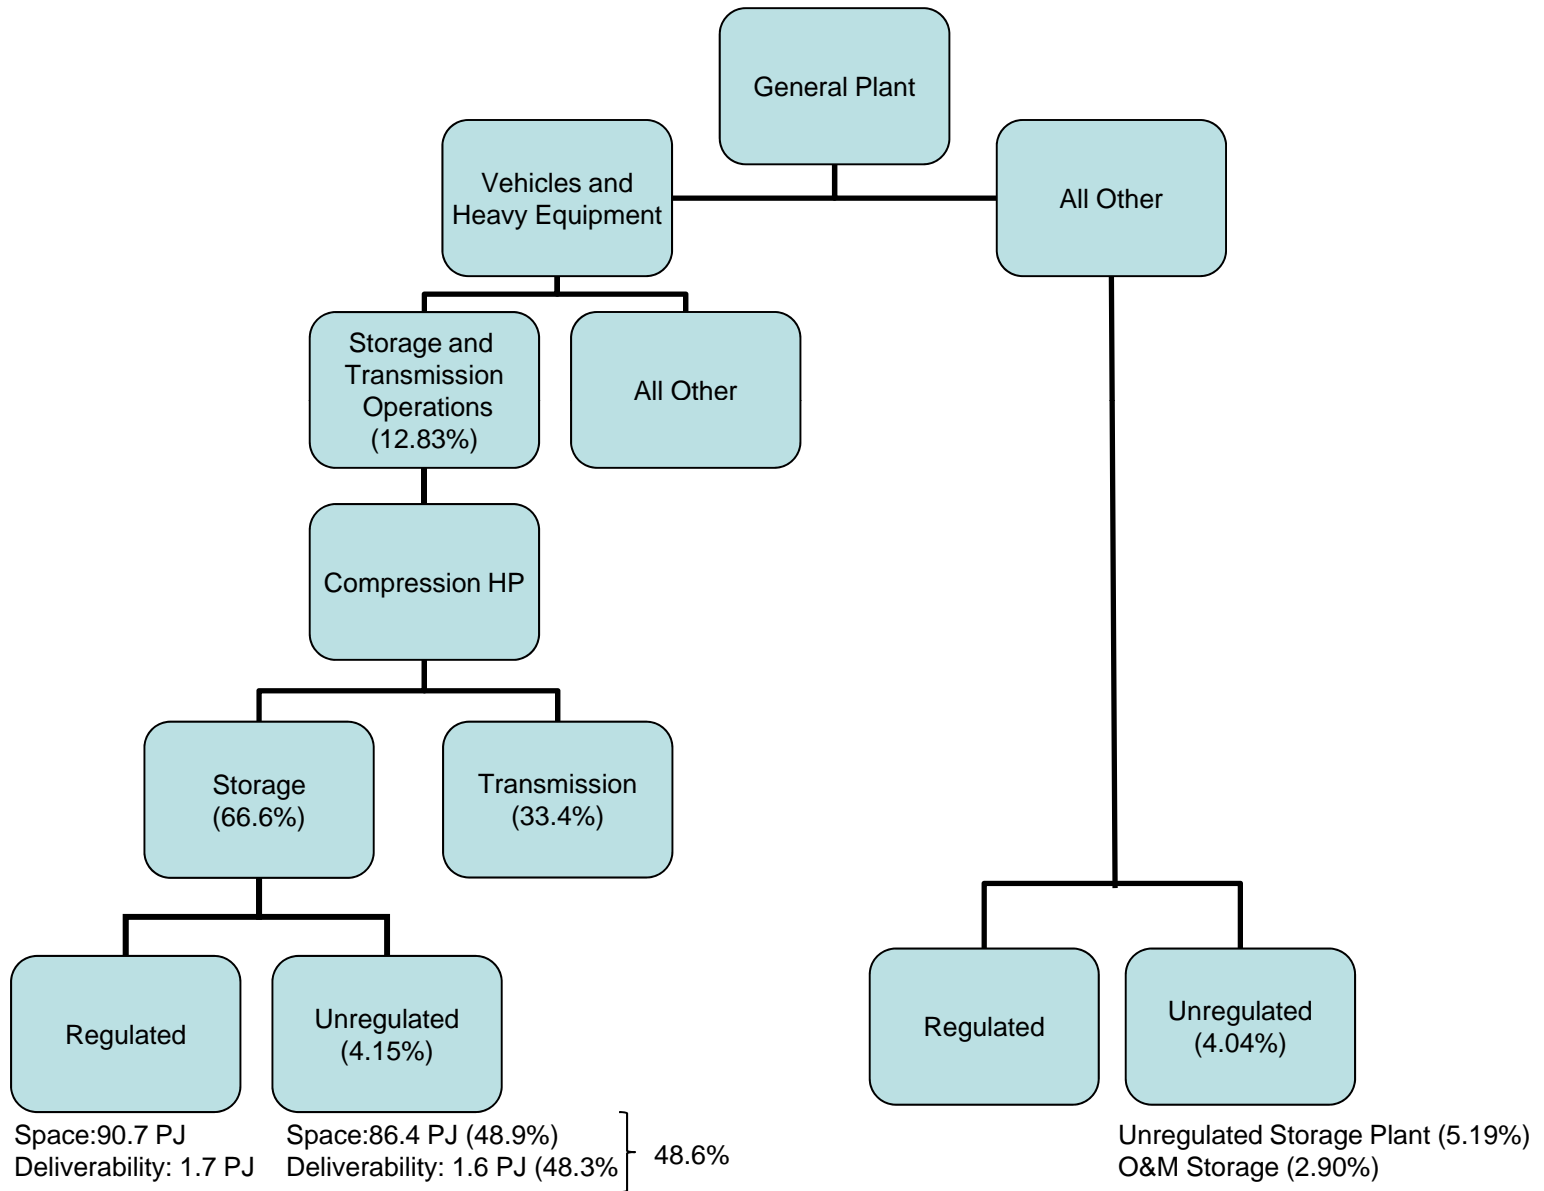 General Plant
Vehicles and
Heavy Equipment
All Other
Storage and
Transmission
Operations
(12.83%)
All Other
Compression HP
Storage
(66.6%)
Transmission
(33.4%)
Regulated
Unregulated
(4.15%)
Regulated
Unregulated
(4.04%)
Space:90.7 PJ
Deliverability: 1.7 PJ
Space:86.4 PJ (48.9%)
Deliverability: 1.6 PJ (48.3%
48.6%
Unregulated Storage Plant (5.19%)
O&M Storage (2.90%)